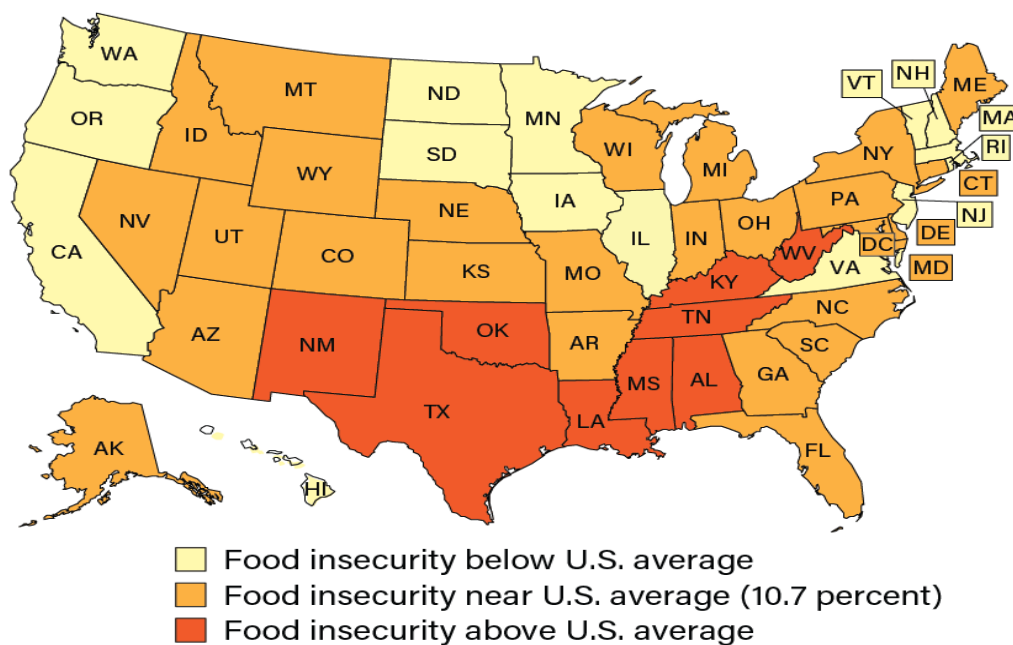 WA
MT
ND
MN
VT
NH
ME
OR
ID
SD
WI
MI
NY
MA
RI
WY
CT
NV
NE
IA
PA
NJ
UT
IL
IN
OH
DE
CA
CO
DC
KS
MO
WV
VA
MD
KY
AZ
NM
OK
AR
TN
NC
SC
TX
MS
AL
GA
LA
AK
FL
HI
Food insecurity below U.S. average
Food insecurity near U.S. average (10.7 percent)
Food insecurity above U.S. average